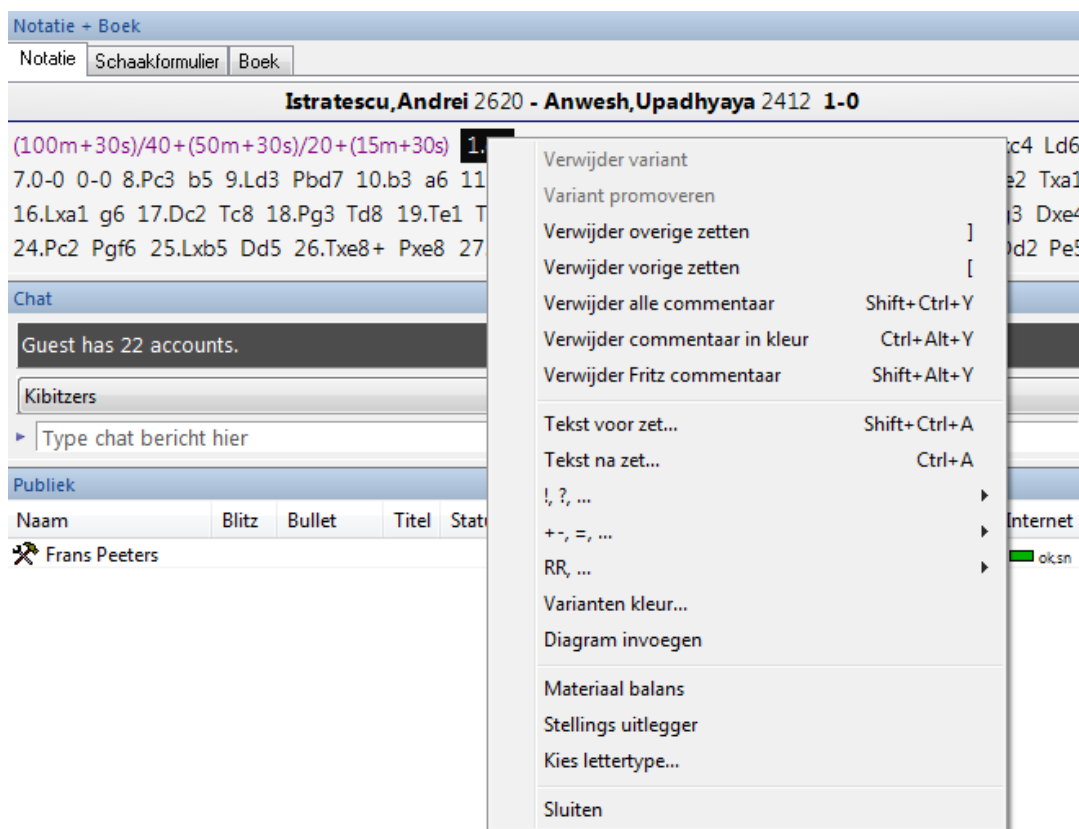 Notatie + Boek
Notatie Schaakformulier Boek
Istratescu,Andrei 2620 - Anwesh,Upadhyaya 2412 1-0
(100m+30s)/40+(50m+30s)/20+(15m+30s) 1. Ld6
7.0-0 0-0 8.Pc3 b5 9.Ld3 Pbd7 10.b3 a6 11 Txa1
16.Lxa1 g6 17.Dc2 Tc8 18.Pg3 Td8 19.Te1 T Dxe4
24.Pc2 Pgf6 25.Lxb5 Dd5 26.Txe8+ Pxe8 27. Pe5
Verwijder variant
Variant promoveren
Verwijder overige zetten ]
Verwijder vorige zetten [
Verwijder alle commentaar Shift+Ctrl+Y
Verwijder commentaar in kleur Ctrl+Alt+Y
Verwijder Fritz commentaar Shift+Alt+Y
Tekst voor zet... Shift+Ctrl+A
Tekst na zet... Ctrl+A
!, ?, ...
+-, =, ...
RR, ...
Varianten kleur...
Diagram invoegen
Materiaal balans
Stellings uitlegger
Kies lettertype...
Sluiten
Chat
Guest has 22 accounts.
Kibitzers
Type chat bericht hier
Publiek
Naam Blitz Bullet Titel Internet
Frans Peeters ok,sn